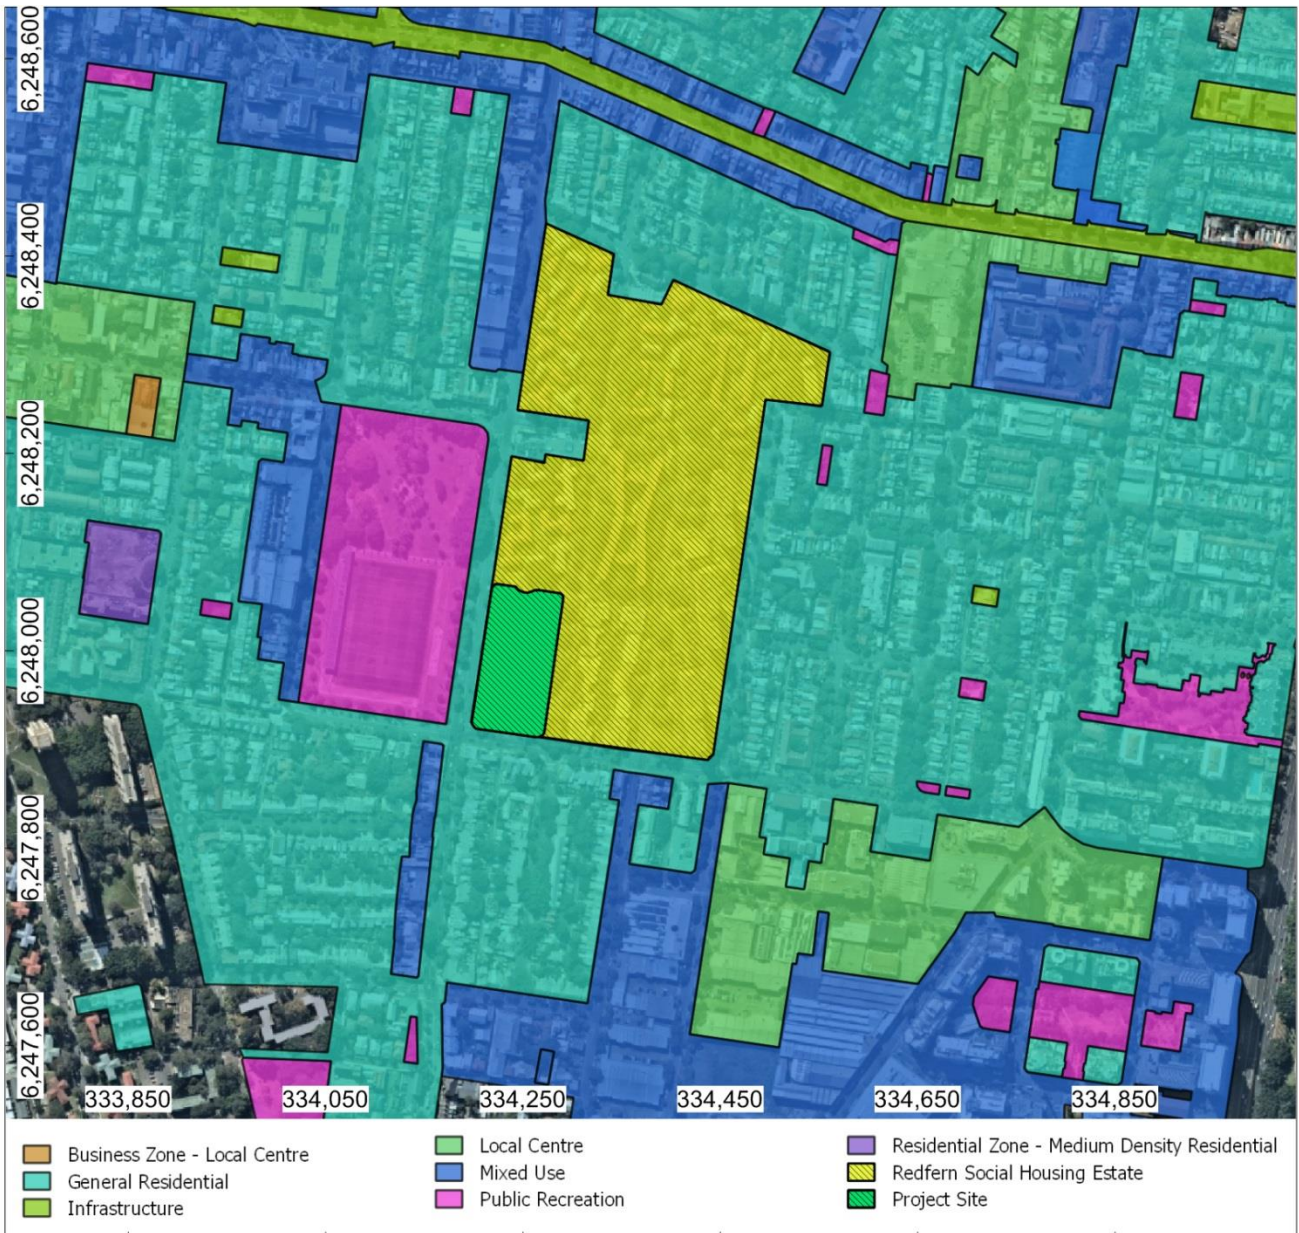 6,248,600
6,248,400
6,248,200
6,248,000
6,247,800
6,247,600
333,850
334,050
334,250
334,450
334,650
334,850
Business Zone - Local Centre
General Residential
Infrastructure
Local Centre
Mixed Use
Public Recreation
Residential Zone - Medium Density Residential
Redfern Social Housing Estate
Project Site